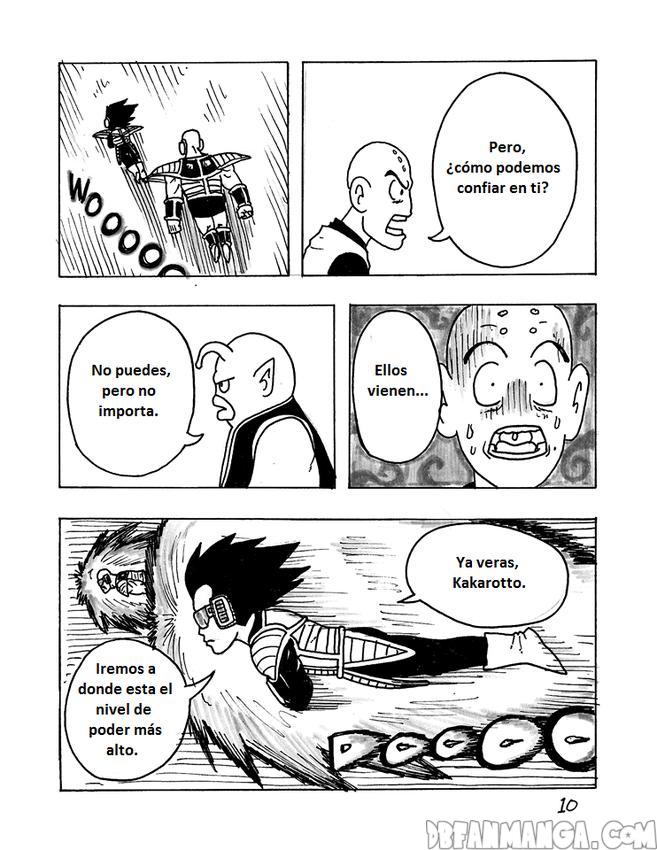 WOOOOO
Pero,
¿cómo podemos
confiar en ti?
No puedes,
pero no
importa.
Ellos
vienen...
Ya veras,
Kakarotto.
Iremos a
donde esta el
nivel de
poder más
alto.
10
DBFANMANGA.COM